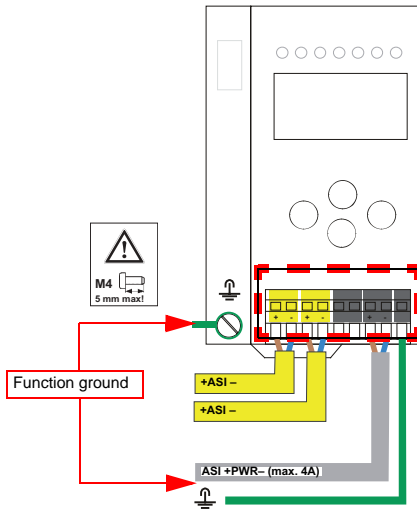 M4
5 mm max!
+ - + - + -
Function ground
+ASI –
+ASI –
ASI +PWR– (max. 4A)